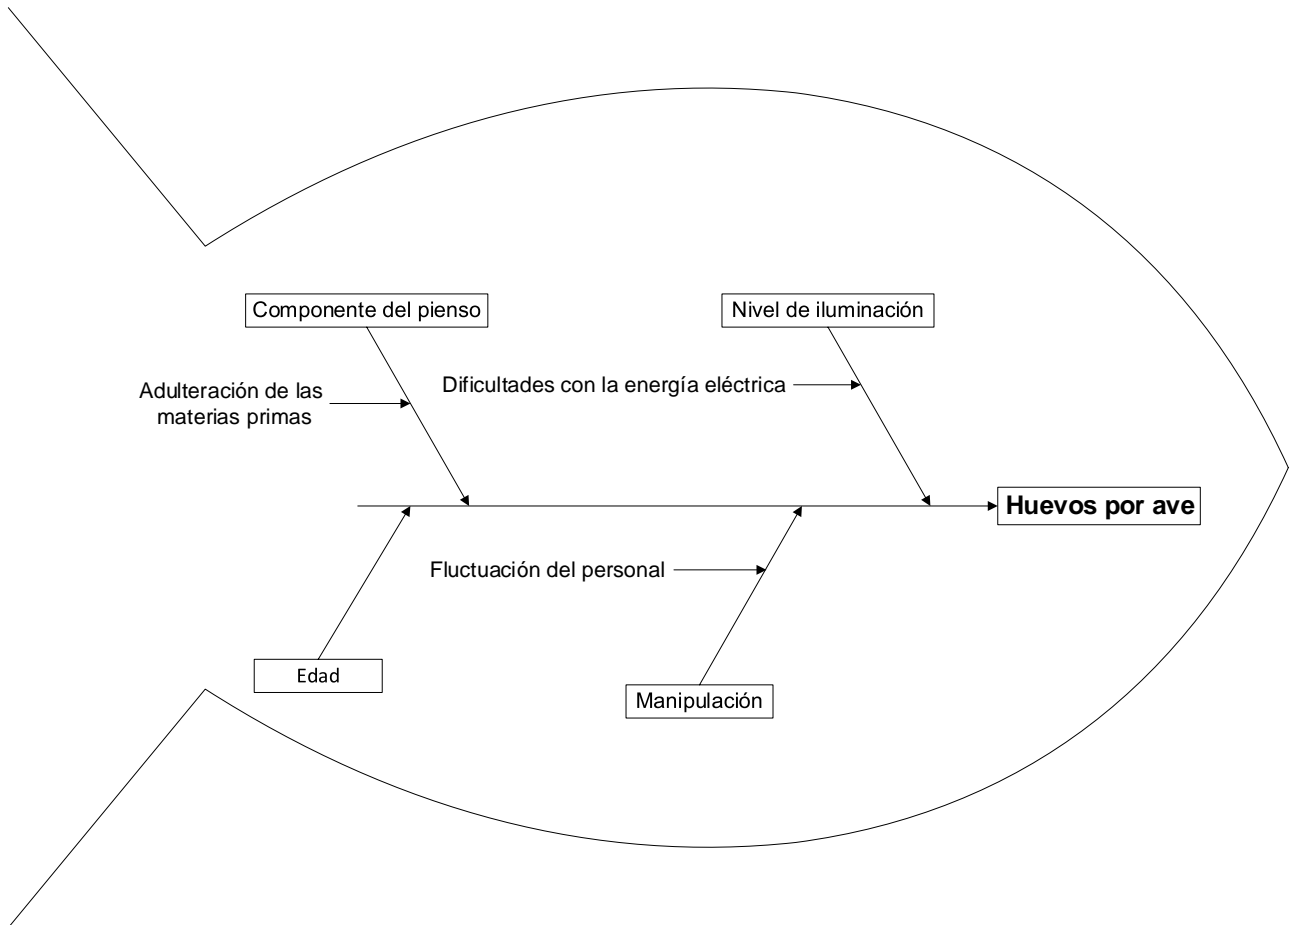 Componente del pienso
Nivel de iluminación
Adulteración de las
materias primas
Dificultades con la energía eléctrica
Huevos por ave
Fluctuación del personal
Edad
Manipulación